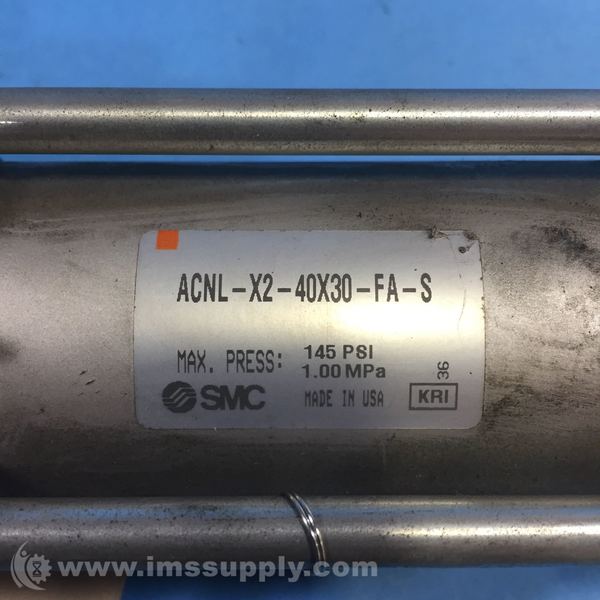 ACNL-X2-40X30-FA-S
MAX. PRESS: 145 PSI
1.00 MPa
SMC MADE IN USA KRI 36
www.imssupply.com
ims